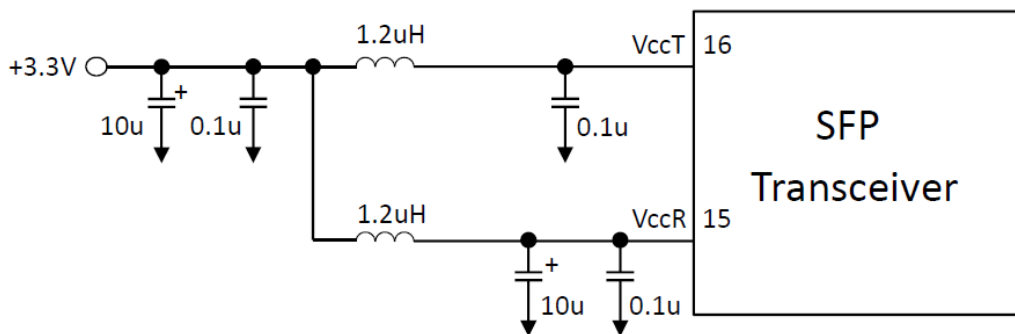 1.2uH
VccT
16
+3.3V
+
10u
0.1u
0.1u
SFP
Transceiver
1.2uH
VccR
15
+
10u
0.1u